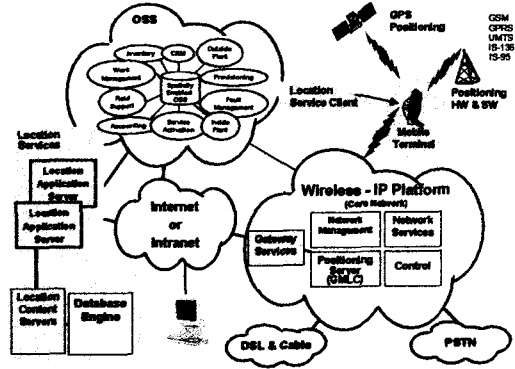 OSS
Inventory
CRM
Outside
Plant
Work
Management
Spatially
Enabled
OSS
Provisioning
Field
Support
Fault
Management
Accounting
Service
Activation
Inside
Plant
GPS
Positioning
GSM
GPRS
UMTS
IS-136
IS-95
Location
Service Client
Positioning
HW & SW
Mobile
Terminal
Location
Services
Location
Application
Server
Location
Application
Server
Location
Content
Servers
Database
Engine
Internet
or
Intranet
Wireless - IP Platform
(Core Network)
Gateway
Services
Network
Management
Network
Services
Positioning
Server
(GMLC)
Control
DSL & Cable
PSTN